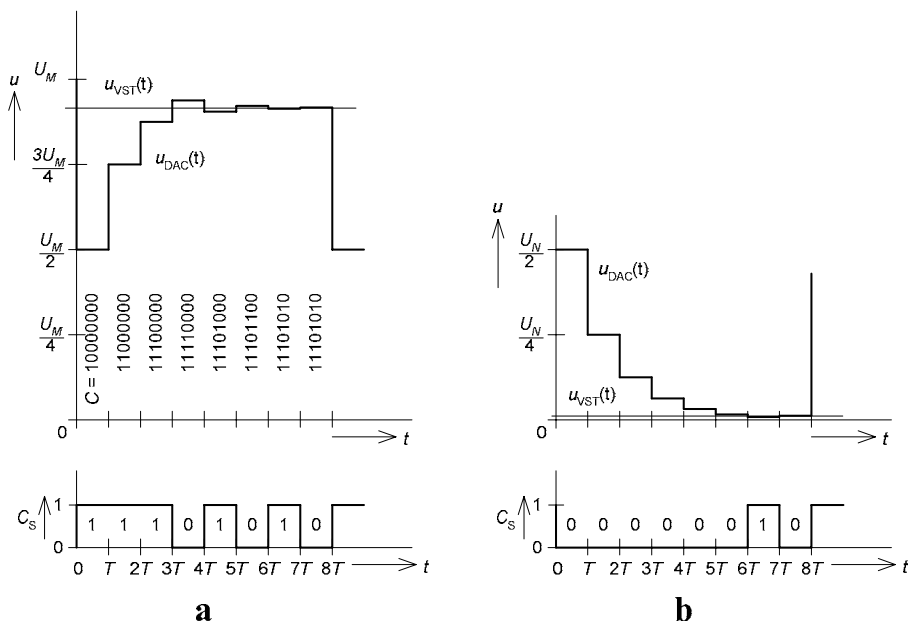 u
U_M
u_VST(t)
3U_M
4
u_DAC(t)
U_M
2
U_M
4
C = 10000000
11000000
11100000
11110000
11101000
11101100
11101010
11101010
0
t
C_S
1
0
1 1 1 0 1 0 1 0
0 T 2T 3T 4T 5T 6T 7T 8T
t
a
u
U_N
2
u_DAC(t)
U_N
4
u_VST(t)
0
t
C_S
1
0
0 0 0 0 0 0 1 0
0 T 2T 3T 4T 5T 6T 7T 8T
t
b